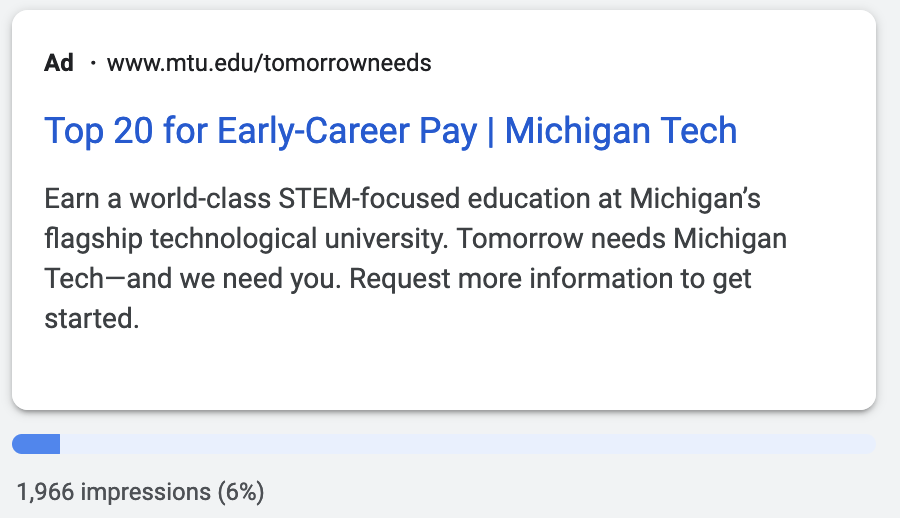 Ad · www.mtu.edu/tomorrowneeds
Top 20 for Early-Career Pay | Michigan Tech
Earn a world-class STEM-focused education at Michigan’s
flagship technological university. Tomorrow needs Michigan
Tech—and we need you. Request more information to get
started.
1,966 impressions (6%)